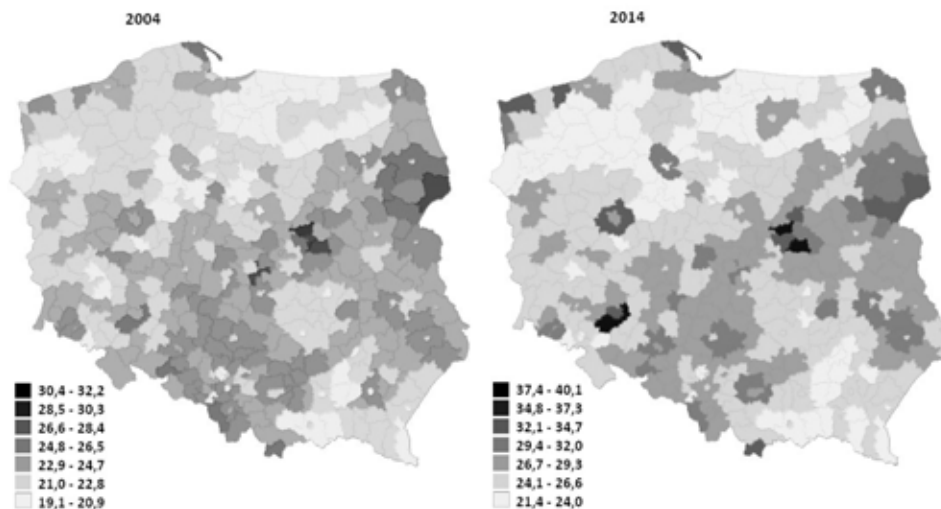 2004
30,4 - 32,2
28,5 - 30,3
26,6 - 28,4
24,8 - 26,5
22,9 - 24,7
21,0 - 22,8
19,1 - 20,9
2014
37,4 - 40,1
34,8 - 37,3
32,1 - 34,7
29,4 - 32,0
26,7 - 29,3
24,1 - 26,6
21,4 - 24,0